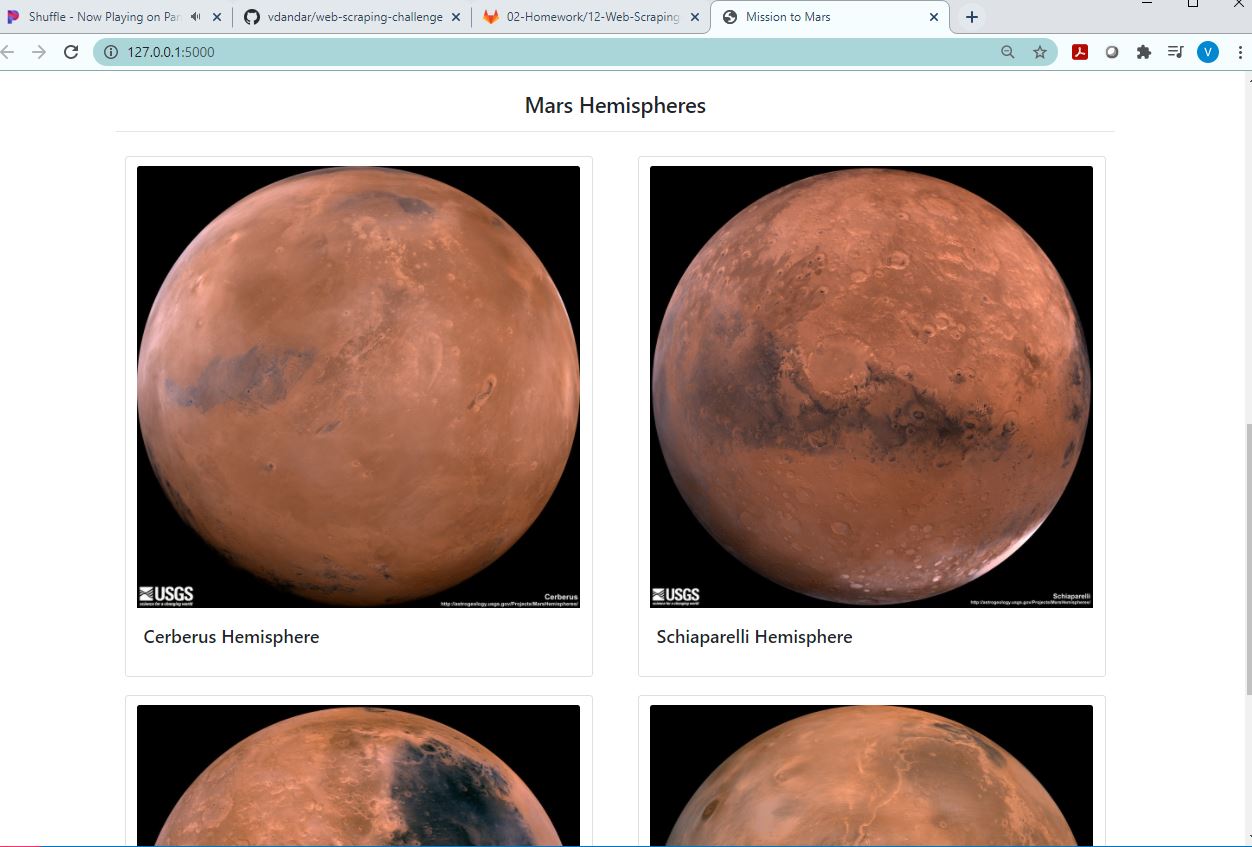 Shuffle - Now Playing on Pan
vdandar/web-scraping-challenge
02-Homework/12-Web-Scraping
Mission to Mars
127.0.0.1:5000
V
Mars Hemispheres
USGS
science for a changing world
Cerberus
http://astrogeology.usgs.gov/Projects/MarsHemispheres/
USGS
science for a changing world
Schiaparelli
http://astrogeology.usgs.gov/Projects/MarsHemispheres/
Cerberus Hemisphere
Schiaparelli Hemisphere